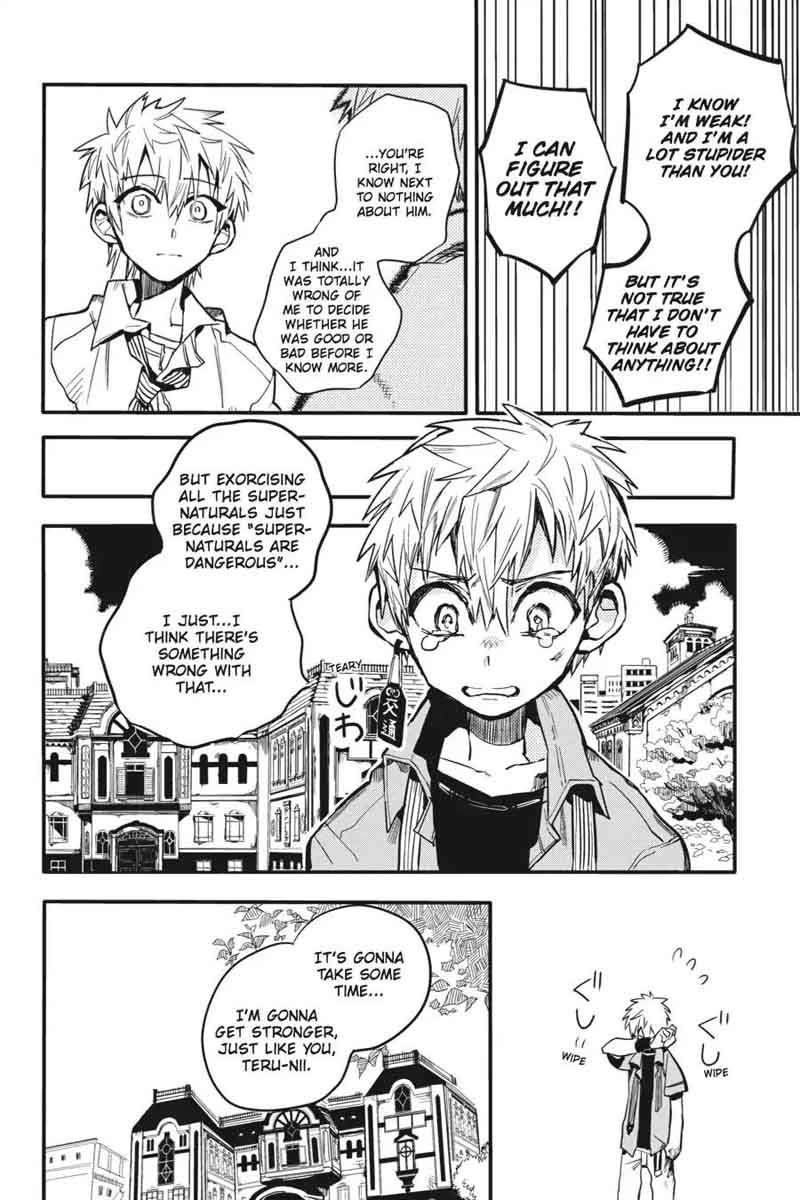 I KNOW
I'M WEAK!
AND I'M A
LOT STUPIDER
THAN YOU!
BUT IT'S
NOT TRUE
THAT I DON'T
HAVE TO
THINK ABOUT
ANYTHING!!
I CAN
FIGURE
OUT THAT
MUCH!!
...YOU'RE
RIGHT, I
KNOW NEXT
TO NOTHING
ABOUT HIM.
AND
I THINK...IT
WAS TOTALLY
WRONG OF
ME TO DECIDE
WHETHER HE
WAS GOOD OR
BAD BEFORE I
KNOW MORE.
BUT EXORCISING
ALL THE SUPER-
NATURALS JUST
BECAUSE "SUPER-
NATURALS ARE
DANGEROUS"...
I JUST...I
THINK THERE'S
SOMETHING
WRONG WITH
THAT...
TEARY
じわ
ぐし
WIPE
ぐし
WIPE
IT'S GONNA
TAKE SOME
TIME...
I'M GONNA
GET STRONGER,
JUST LIKE YOU,
TERU-NII.